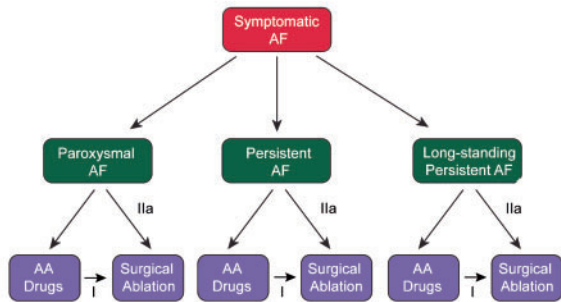 Symptomatic
AF
Paroxysmal
AF
Persistent
AF
Long-standing
Persistent AF
IIa
IIa
IIa
AA
Drugs
I
Surgical
Ablation
AA
Drugs
I
Surgical
Ablation
AA
Drugs
I
Surgical
Ablation